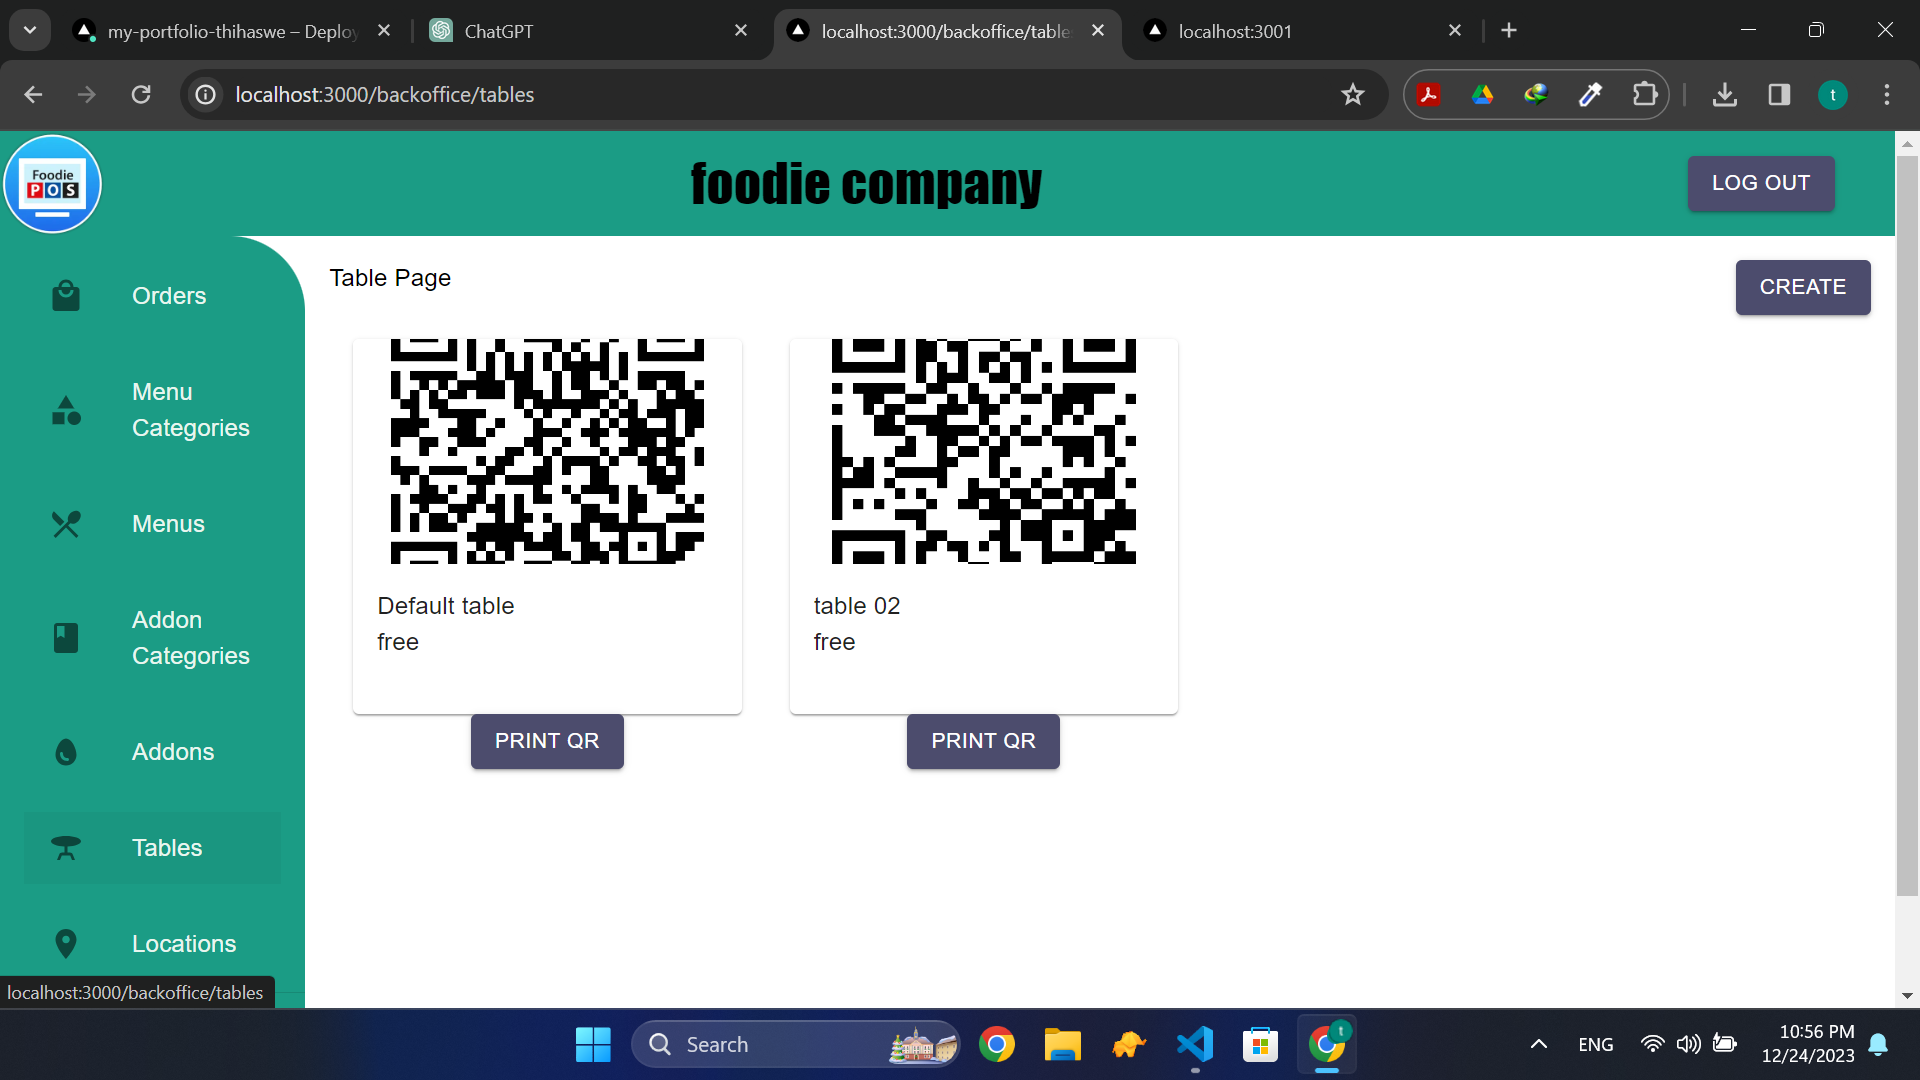 my-portfolio-thihaswe – Deplo
ChatGPT
localhost:3000/backoffice/table
localhost:3001
localhost:3000/backoffice/tables
t
Foodie
POS
foodie company
LOG OUT
Orders
Table Page
CREATE
Menu
Categories
Menus
Addon
Categories
Default table
free
table 02
free
PRINT QR
PRINT QR
Addons
Tables
Locations
localhost:3000/backoffice/tables
Search
t
ENG
10:56 PM
12/24/2023